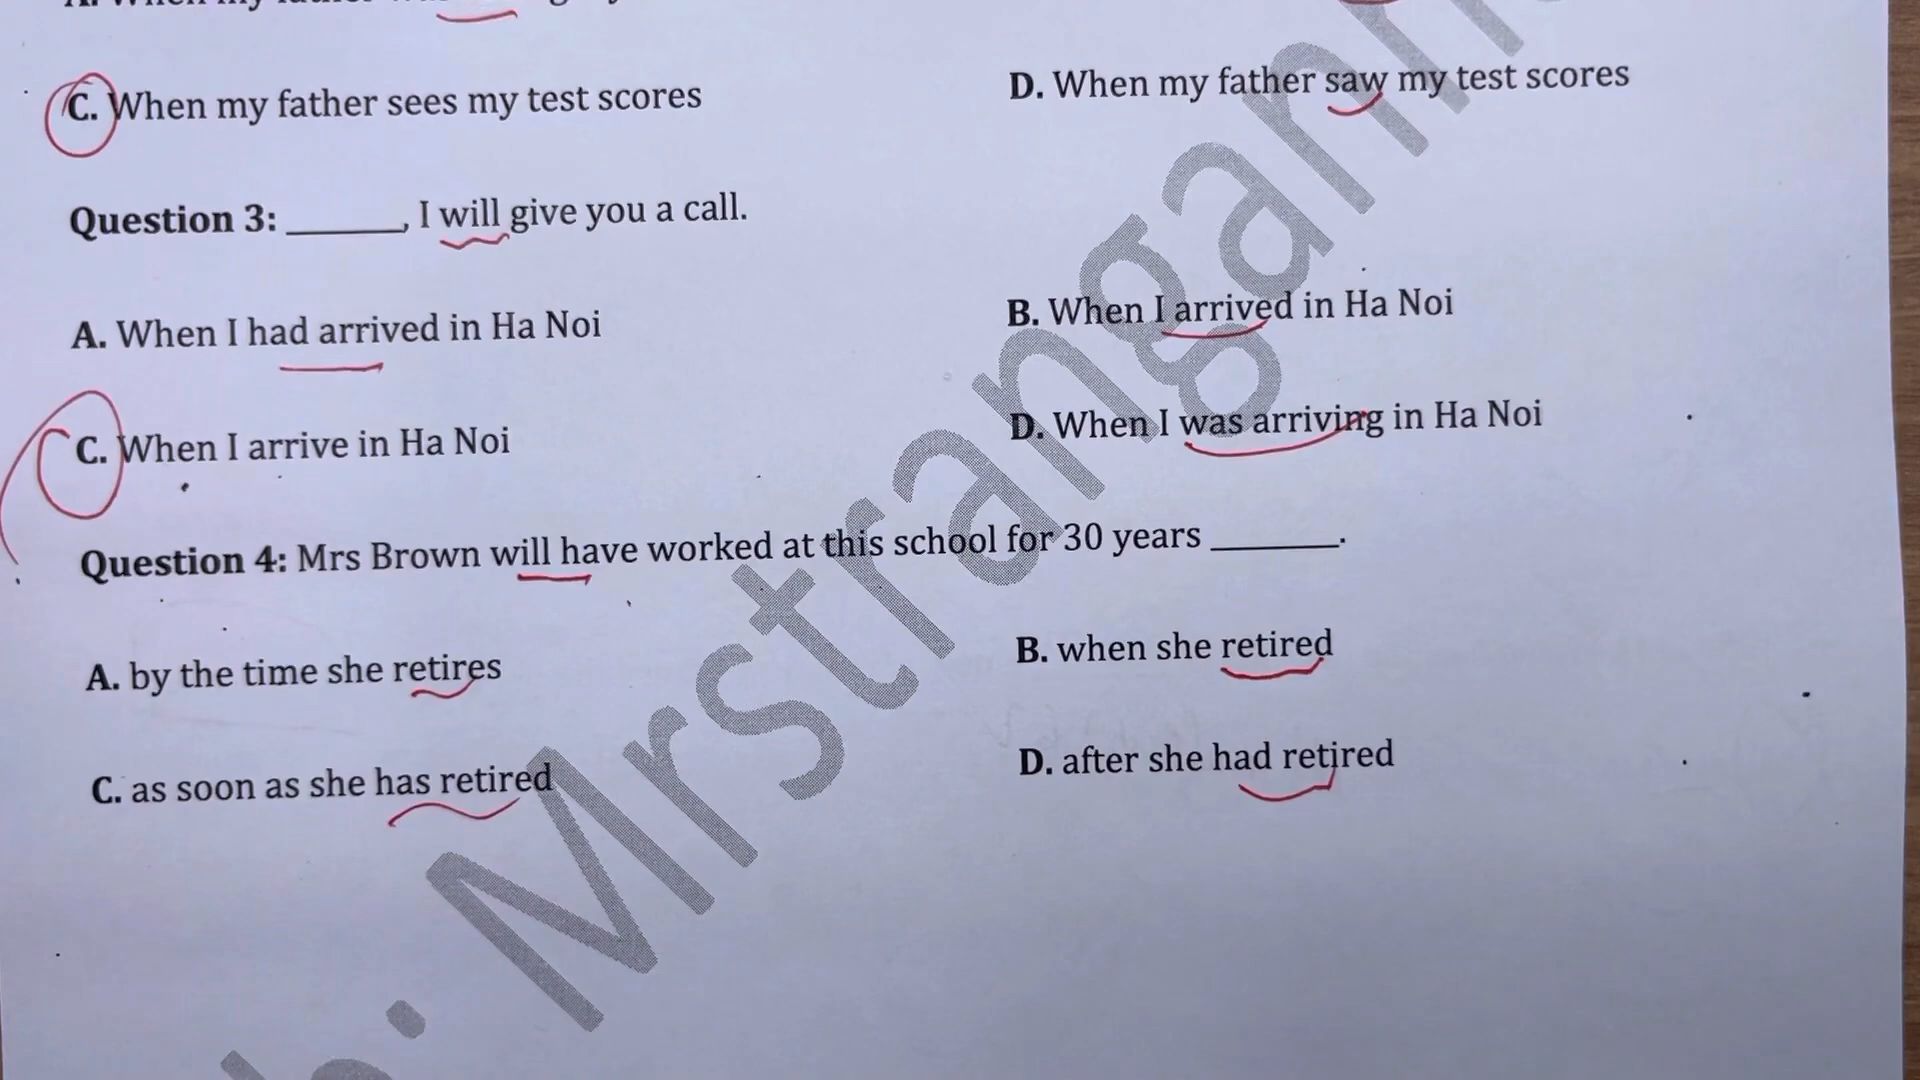 C. When my father sees my test scores
D. When my father saw my test scores
Question 3: ______, I will give you a call.
A. When I had arrived in Ha Noi
B. When I arrived in Ha Noi
C. When I arrive in Ha Noi
D. When I was arriving in Ha Noi
Question 4: Mrs Brown will have worked at this school for 30 years ______.
A. by the time she retires
B. when she retired
C. as soon as she has retired
D. after she had retired